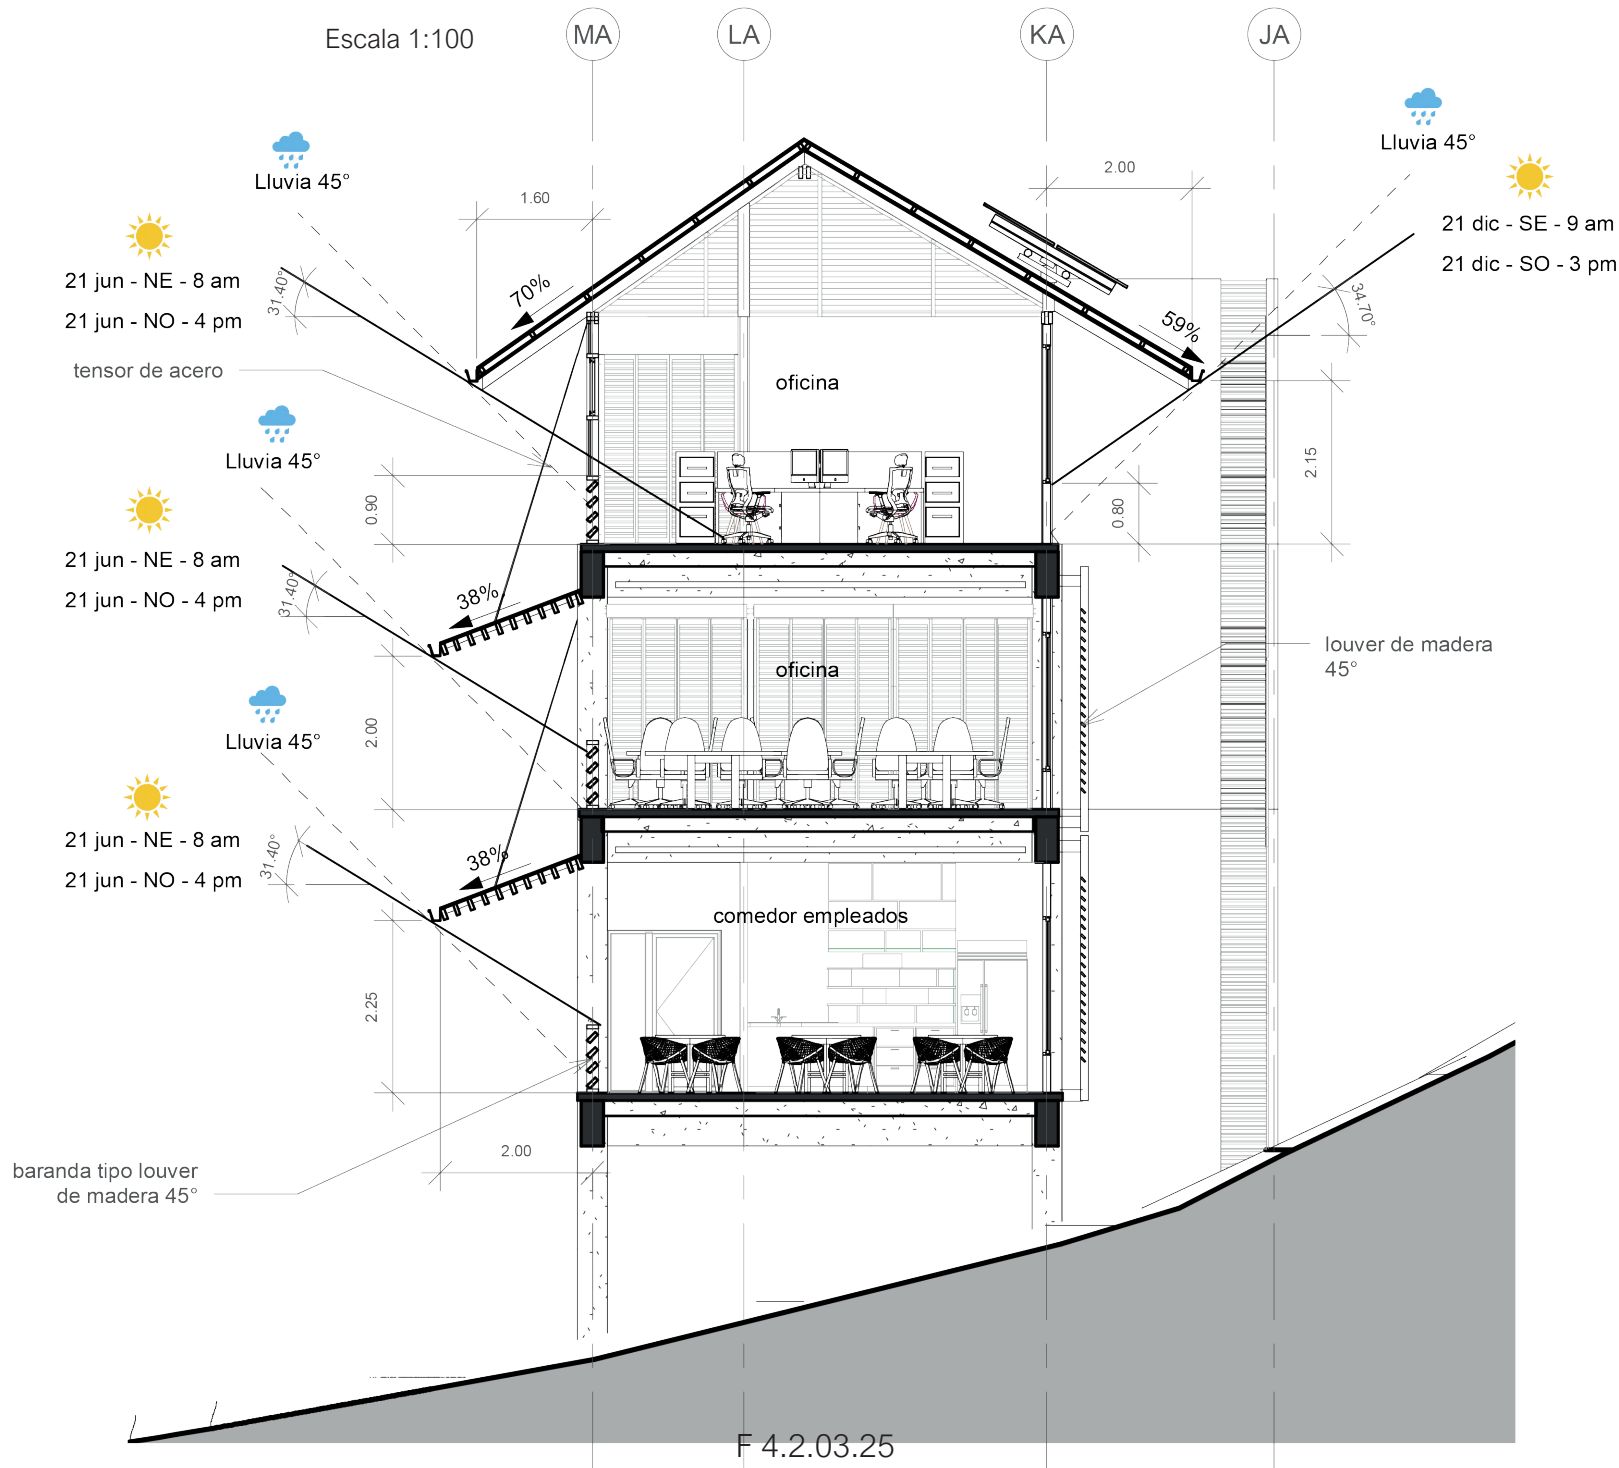 Escala 1:100
MA
LA
KA
JA
Lluvia 45°
2.00
Lluvia 45°
1.60
21 dic - SE - 9 am
21 dic - SO - 3 pm
21 jun - NE - 8 am
21 jun - NO - 4 pm
31.40°
70%
59%
34.70°
tensor de acero
oficina
Lluvia 45°
0.90
0.80
2.15
21 jun - NE - 8 am
21 jun - NO - 4 pm
31.40°
38%
oficina
louver de madera
45°
Lluvia 45°
2.00
21 jun - NE - 8 am
21 jun - NO - 4 pm
31.40°
38%
comedor empleados
2.25
baranda tipo louver
de madera 45°
2.00
F 4.2.03.25